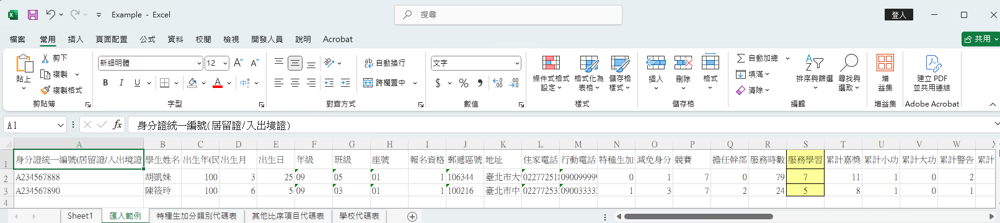 Example - Excel
搜尋
登入
檔案 常用 插入 頁面配置 公式 資料 校閱 檢視 開發人員 說明 Acrobat
共用
貼上
剪下
複製
複製格式
剪貼簿
新細明體 12 A A
B I U A 中
字型
ab 自動換行
跨欄置中
對齊方式
文字
$ % ,
數值
條件式格式設定
格式化為表格
儲存格樣式
樣式
插入 刪除 格式
儲存格
自動加總
填滿
清除
排序與篩選
尋找與選取
編輯
增益集
增益集
建立 PDF 並共用連結
Adobe Acrobat
A1 fx 身分證統一編號(居留證/入出境證)
A B C D E F G H I J K L M N O P Q R S T U V W X
1 身分證統一編號(居留證/入出境證 學生姓名 出生年(民 出生月 出生日 年級 班級 座號 報名資格 郵遞區號 地址 住家電話 行動電話 特種生加 減免身分 競賽 擔任幹部 服務時數 服務學習 累計嘉獎 累計小功 累計大功 累計警告 累計
2 A234567888 胡凱妹 100 3 25 09 05 01 1 106344 臺北市大 022772518 090099999 0 1 7 0 79 7 11 1 0 2
3 A234567890 陳筱玲 100 6 5 09 03 01 1 100216 臺北市中 022772533 090033333 1 3 7 2 24 5 8 1 0 1
4
Sheet1 匯入範例 特種生加分類別代碼表 其他比序項目代碼表 學校代碼表